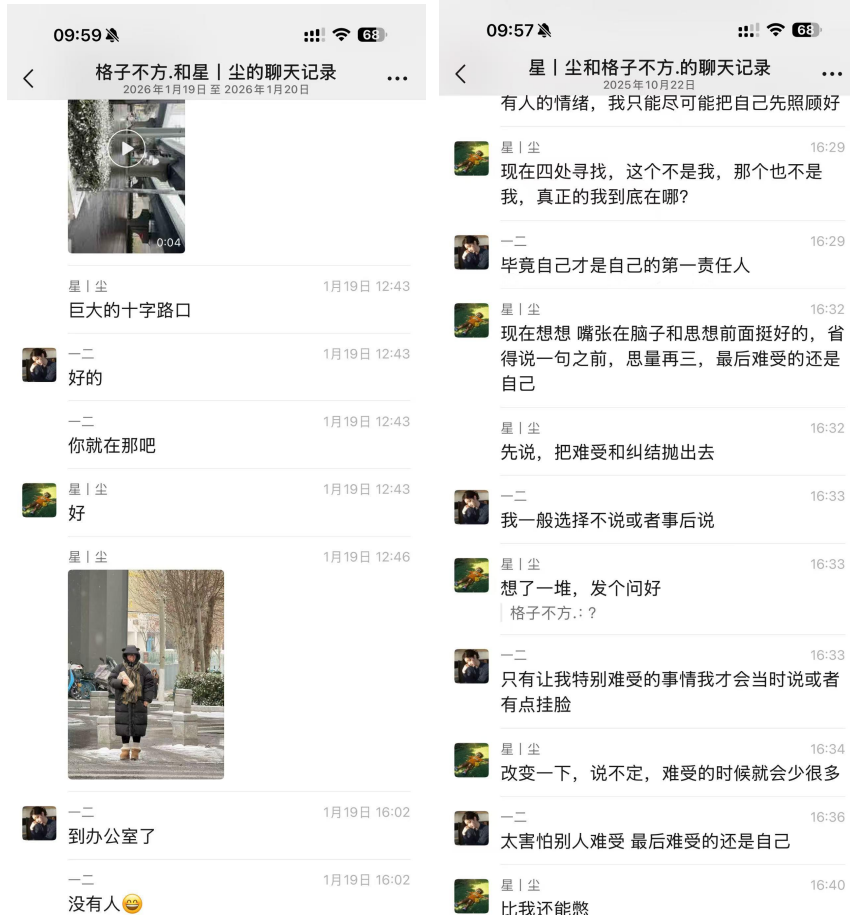 09:59
68
格子不方.和星丨尘的聊天记录
2026年1月19日 至 2026年1月20日
0:04
星丨尘
1月19日 12:43
巨大的十字路口
一二
1月19日 12:43
好的
一二
1月19日 12:43
你就在那吧
星丨尘
1月19日 12:43
好
星丨尘
1月19日 12:46
一二
1月19日 16:02
到办公室了
一二
1月19日 16:02
没有人😄
09:57
68
星丨尘和格子不方.的聊天记录
2025年10月22日
有人的情绪，我只能尽可能把自己先照顾好
星丨尘
16:29
现在四处寻找，这个不是我，那个也不是
我，真正的我到底在哪?
一二
16:29
毕竟自己才是自己的第一责任人
星丨尘
16:32
现在想想 嘴张在脑子和思想前面挺好的，省
得说一句之前，思量再三，最后难受的还是
自己
星丨尘
16:32
先说，把难受和纠结抛出去
一二
16:33
我一般选择不说或者事后说
星丨尘
16:33
想了一堆，发个问好
格子不方.：?
一二
16:33
只有让我特别难受的事情我才会当时说或者
有点挂脸
星丨尘
16:34
改变一下，说不定，难受的时候就会少很多
一二
16:36
太害怕别人难受 最后难受的还是自己
星丨尘
16:40
比我还能憋